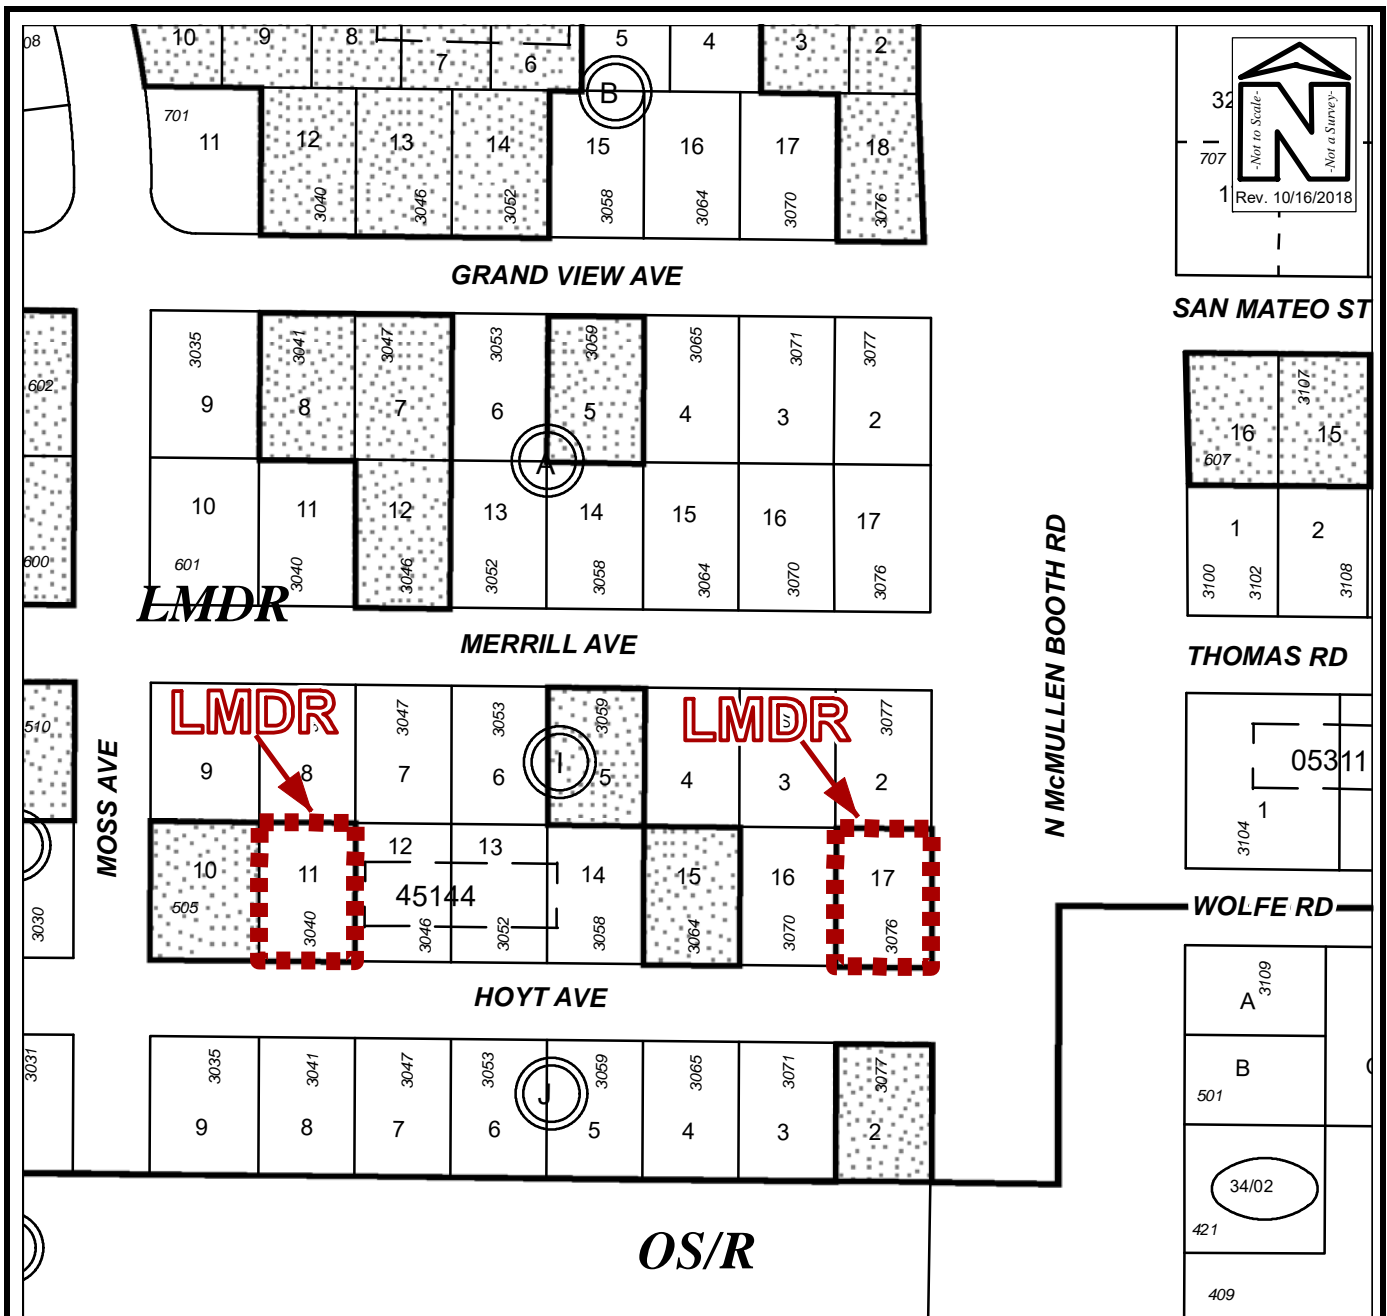 08
10 9 8 7 6 5 4 3 2
B
701
11 12 13 14 15 16 17 18
3040 3046 3052 3058 3064 3070 3076
32
707
1
-Not to Scale-
-Not a Survey-
N
Rev. 10/16/2018
GRAND VIEW AVE
SAN MATEO ST
602
3035 3041 3047 3053 3059 3065 3071 3077
9 8 7 6 5 4 3 2
A
3107
16 15
607
10 11 12 13 14 15 16 17
600
601 3040 3046 3052 3058 3064 3070 3076
1 2
3100 3102 3108
LMDR
MERRILL AVE
N McMULLEN BOOTH RD
THOMAS RD
510
MOSS AVE
LMDR
LMDR
3047 3053 3059 3077
9 8 7 6 5 4 3 2
I
05311
1
3104
10 11 12 13 14 15 16 17
45144
505 3040 3046 3052 3058 3064 3070 3076
3030
WOLFE RD
HOYT AVE
A
3109
B
501
3031
3035 3041 3047 3053 3059 3065 3071 3077
J
9 8 7 6 5 4 3 2
34/02
421
OS/R
409